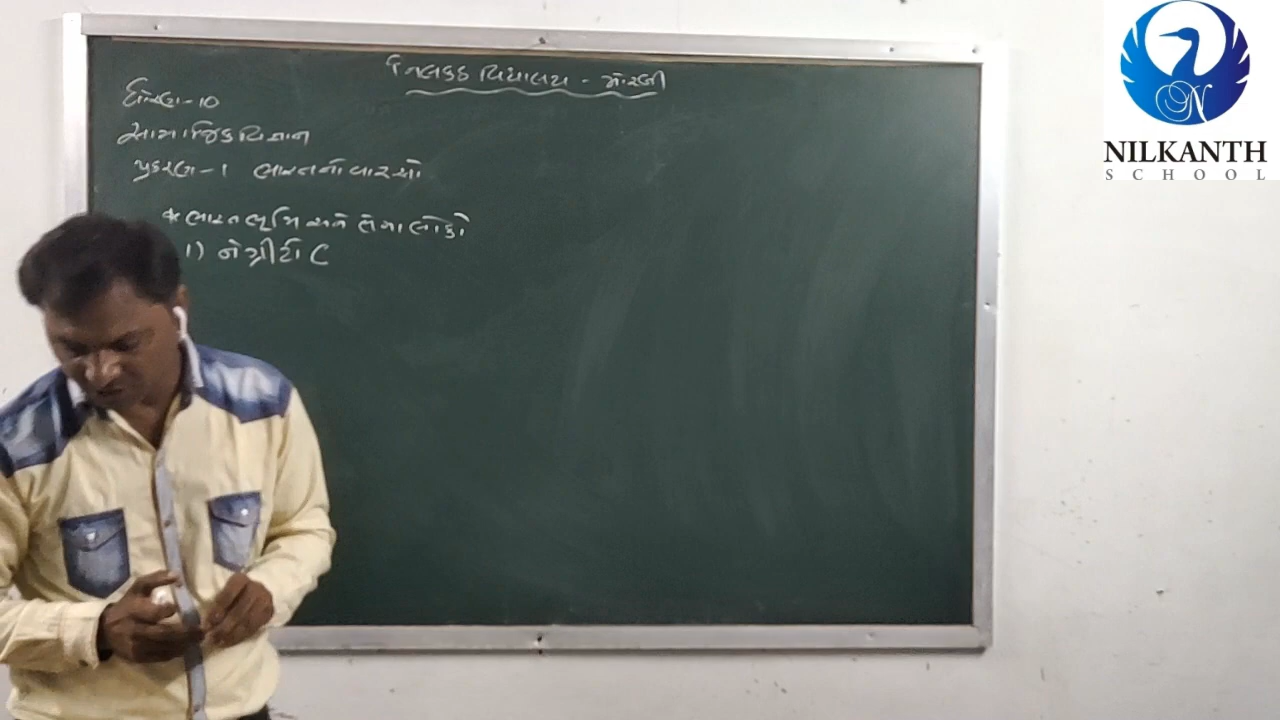 નિલકંઠ વિદ્યાલય - મોરબી
ધોરણ - 10
સામાજિક વિજ્ઞાન
પ્રકરણ - 1 ભારતનો વારસો
* ભારતભૂમિ અને તેના લોકો
1) નેગ્રીટો (
N
NILKANTH
SCHOOL